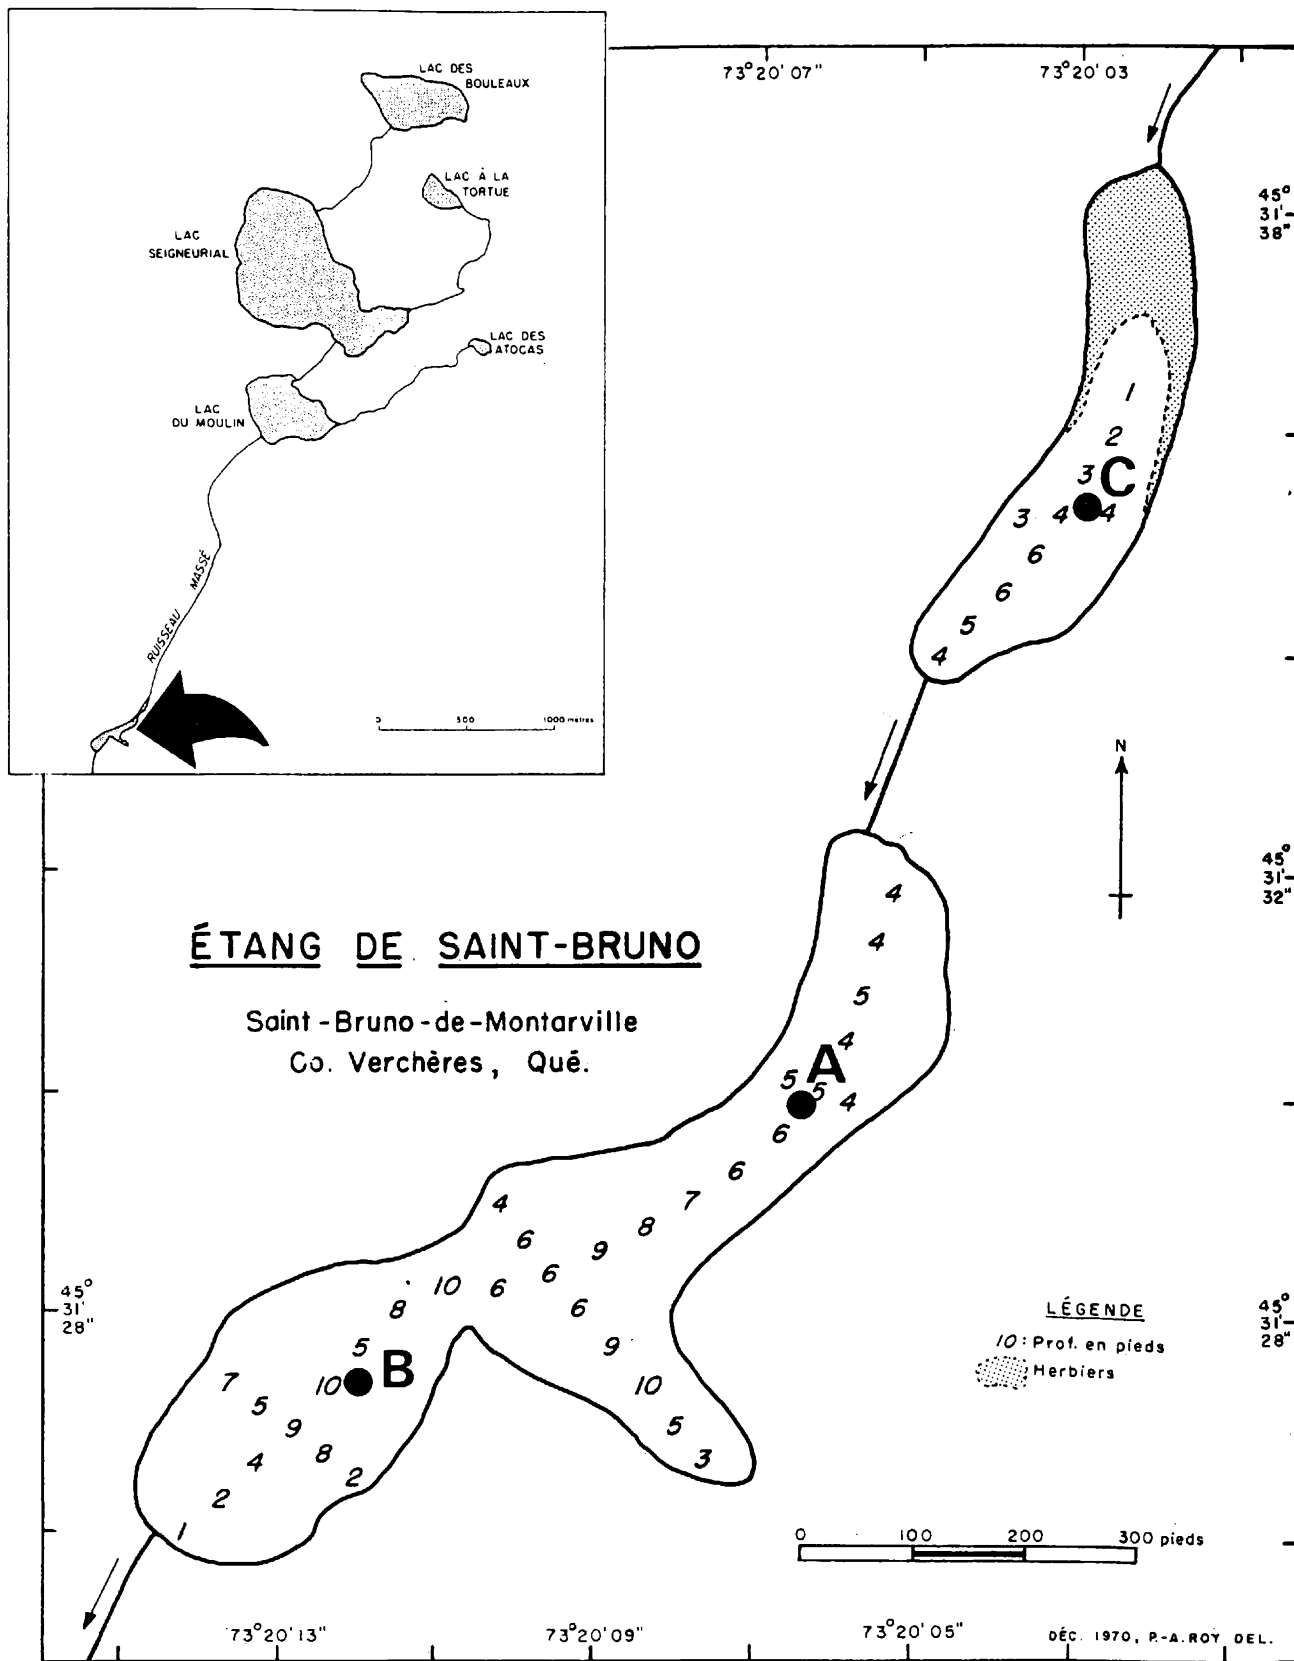 LAC DES
BOULEAUX
LAC À LA
TORTUE
LAC
SEIGNEURIAL
LAC DES
ATOCAS
LAC
DU MOULIN
RUISSEAU MASSÉ
0 500 1000 mètres
73°20'07" 73°20'03
45°
31'
38"
1
2
3
C
3 4 4
6
6
5
4
N
45°
31'
32"
ÉTANG DE SAINT-BRUNO
Saint-Bruno-de-Montarville
Co. Verchères, Qué.
4
4
5
4
A
5 5 4
6
6
7
8
9
4
6
6
6
6
10
8
9
10
5
3
5
B
10
7
5
9
8
2
4
2
1
45°
31'
28"
45°
31'
28"
LÉGENDE
10: Prof. en pieds
Herbiers
0 100 200 300 pieds
73°20'13" 73°20'09" 73°20'05"
DÉC. 1970, P.-A. ROY DEL.